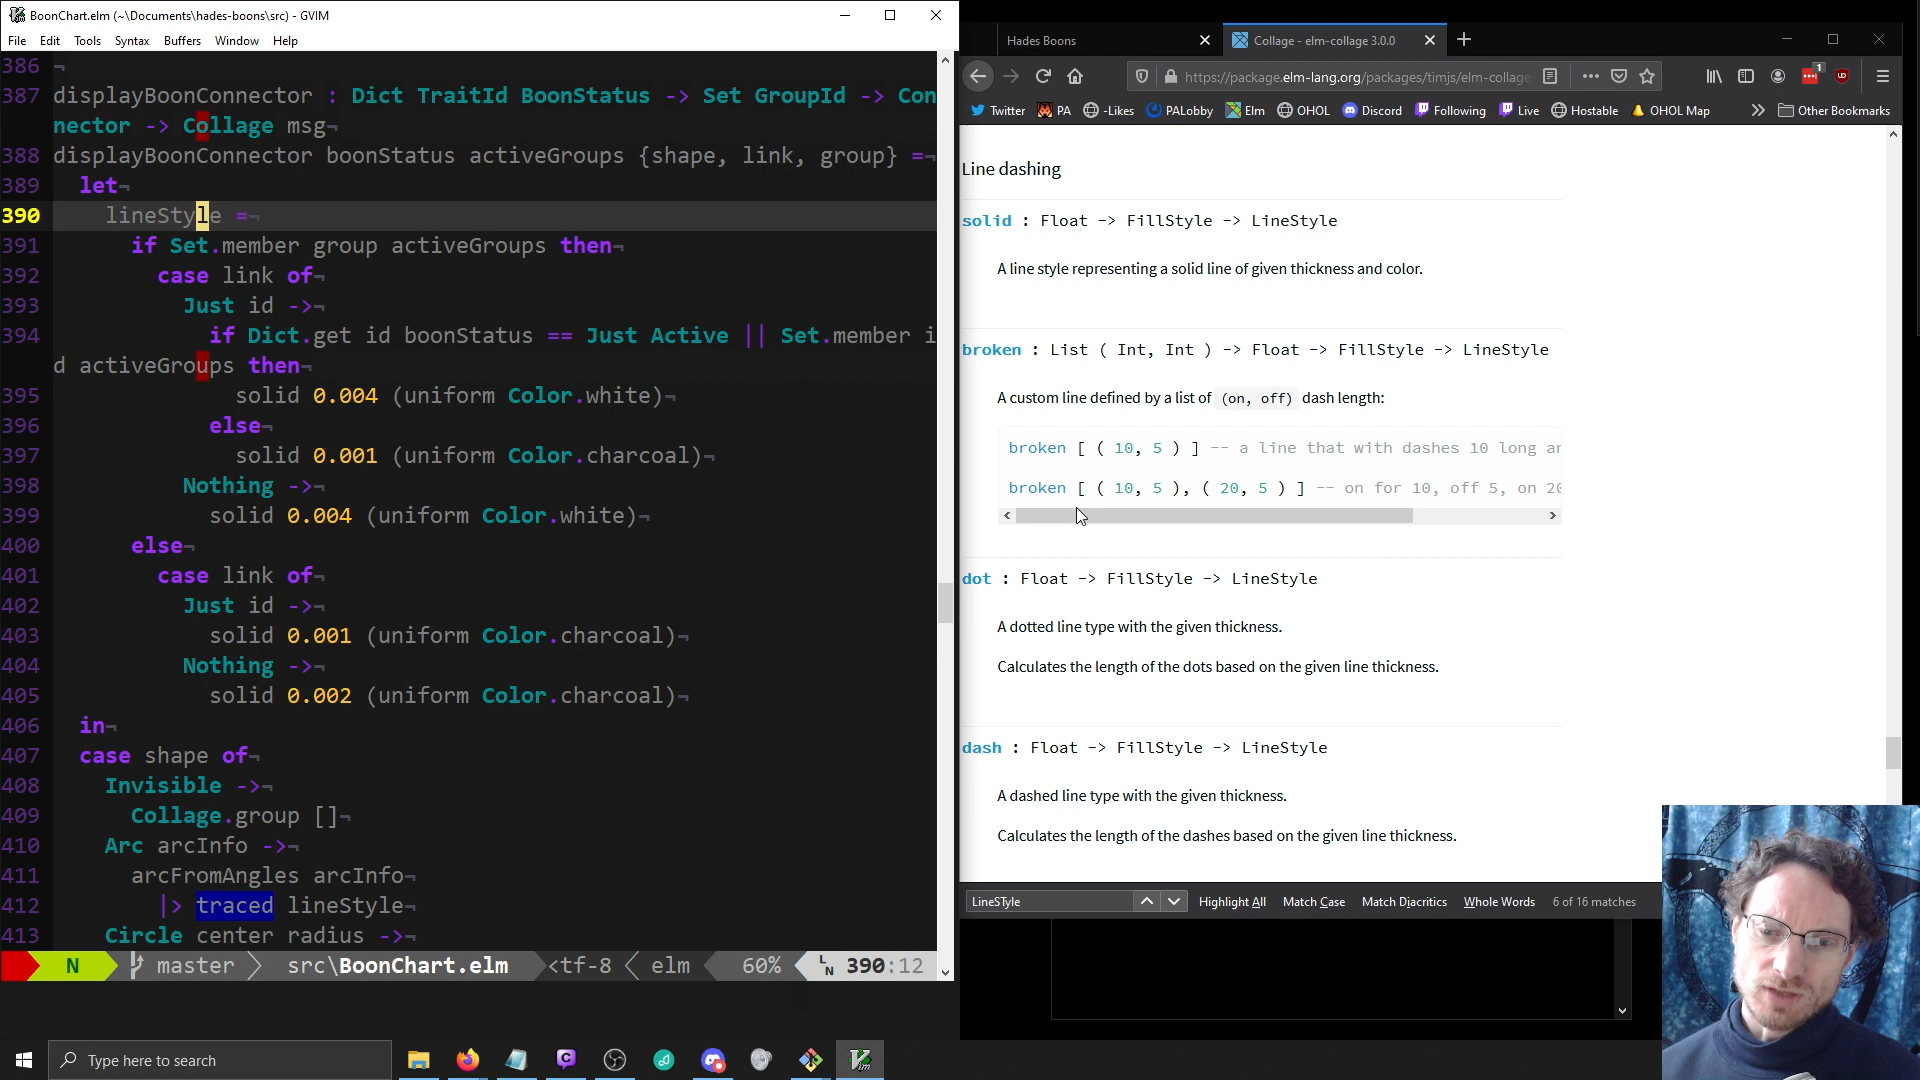 BoonChart.elm (~\Documents\hades-boons\src) - GVIM
File Edit Tools Syntax Buffers Window Help
386 ¬
387 displayBoonConnector : Dict TraitId BoonStatus -> Set GroupId -> Con
nector -> Collage msg¬
388 displayBoonConnector boonStatus activeGroups {shape, link, group} =¬
389 let¬
390 lineStyle =¬
391 if Set.member group activeGroups then¬
392 case link of¬
393 Just id ->¬
394 if Dict.get id boonStatus == Just Active || Set.member i
d activeGroups then¬
395 solid 0.004 (uniform Color.white)¬
396 else¬
397 solid 0.001 (uniform Color.charcoal)¬
398 Nothing ->¬
399 solid 0.004 (uniform Color.white)¬
400 else¬
401 case link of¬
402 Just id ->¬
403 solid 0.001 (uniform Color.charcoal)¬
404 Nothing ->¬
405 solid 0.002 (uniform Color.charcoal)¬
406 in¬
407 case shape of¬
408 Invisible ->¬
409 Collage.group []¬
410 Arc arcInfo ->¬
411 arcFromAngles arcInfo¬
412 |> traced lineStyle¬
413 Circle center radius ->¬
N master src\BoonChart.elm <tf-8 elm 60% LN 390:12
Hades Boons
Collage - elm-collage 3.0.0
https://package.elm-lang.org/packages/timjs/elm-collage
1
Twitter PA -Likes PALobby Elm OHOL Discord Following Live Hostable OHOL Map Other Bookmarks
Line dashing
solid : Float -> FillStyle -> LineStyle
A line style representing a solid line of given thickness and color.
broken : List ( Int, Int ) -> Float -> FillStyle -> LineStyle
A custom line defined by a list of (on, off) dash length:
broken [ ( 10, 5 ) ] -- a line that with dashes 10 long an
broken [ ( 10, 5 ), ( 20, 5 ) ] -- on for 10, off 5, on 20
dot : Float -> FillStyle -> LineStyle
A dotted line type with the given thickness.
Calculates the length of the dots based on the given line thickness.
dash : Float -> FillStyle -> LineStyle
A dashed line type with the given thickness.
Calculates the length of the dashes based on the given line thickness.
LineSTyle Highlight All Match Case Match Diacritics Whole Words 6 of 16 matches
Type here to search